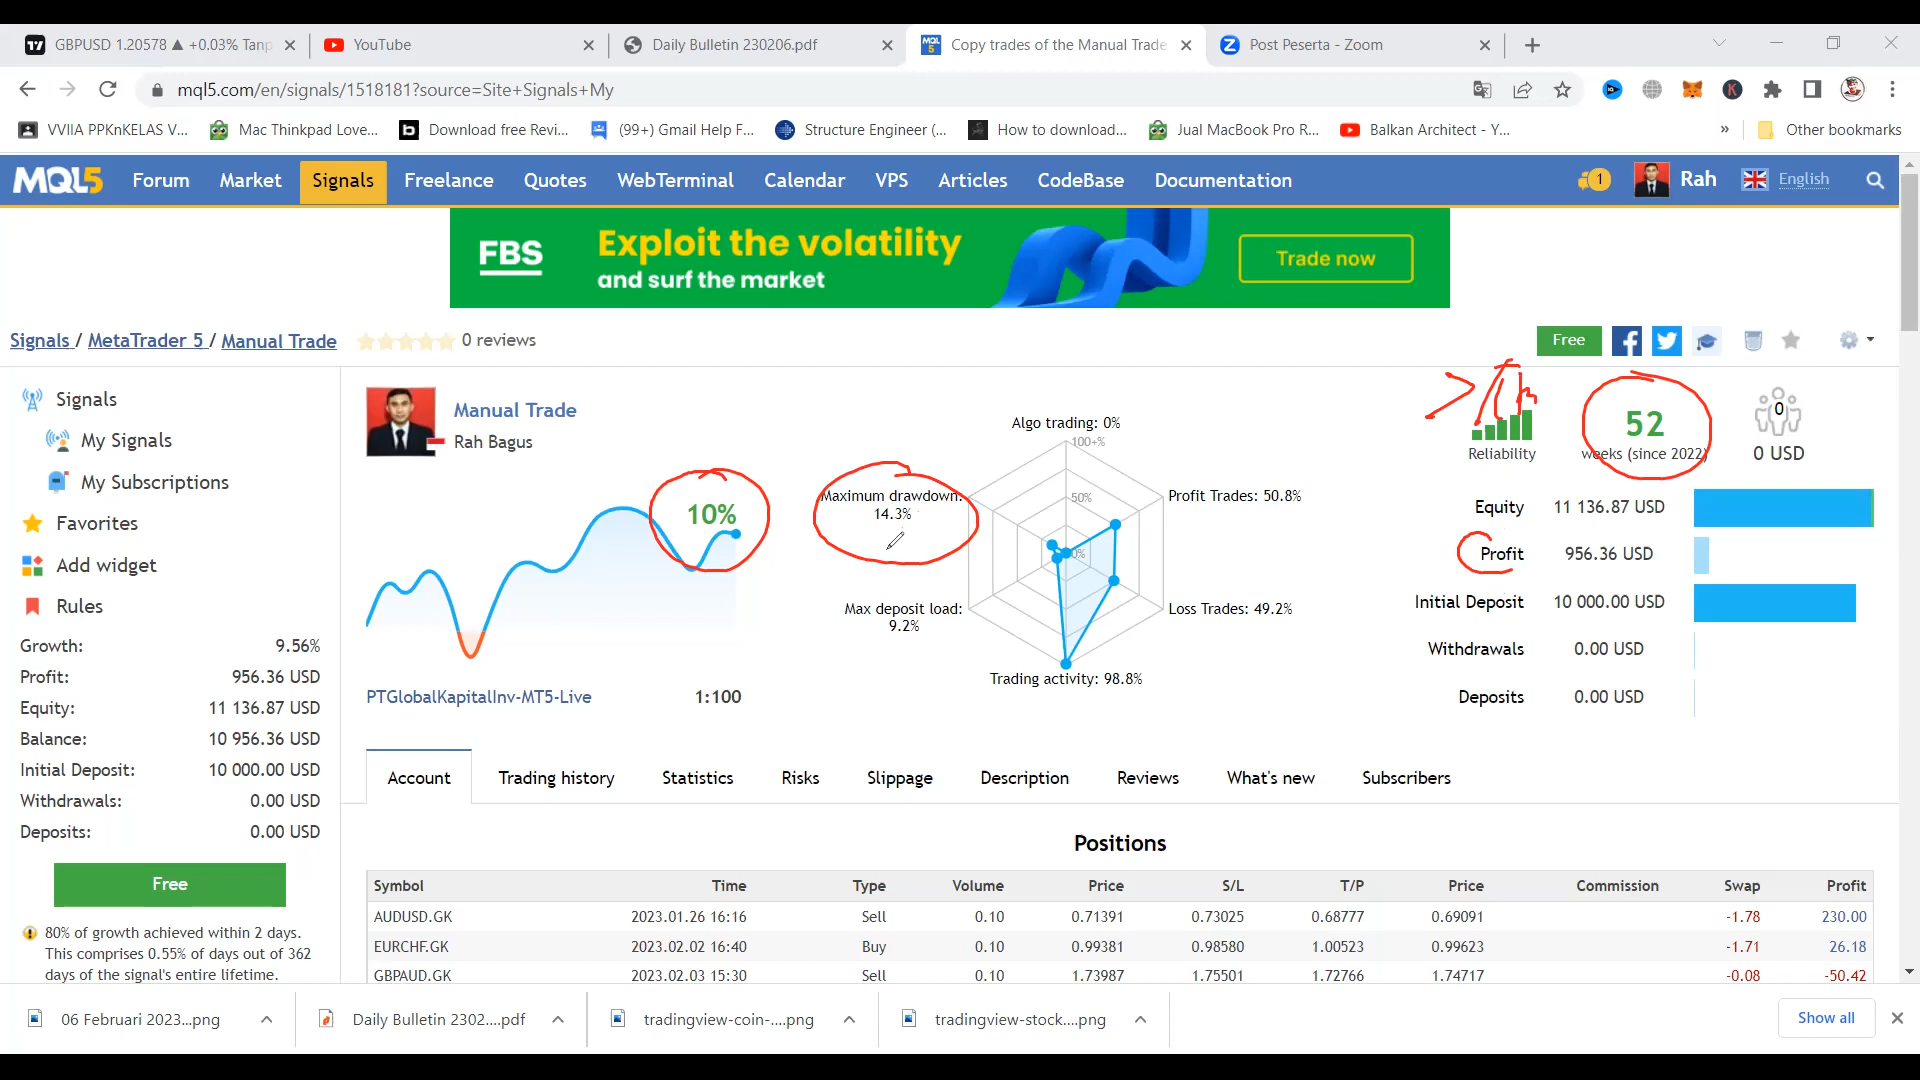 GBPUSD 1.20578 ▲ +0.03% Tanp
YouTube
Daily Bulletin 230206.pdf
Copy trades of the Manual Trade
Post Peserta - Zoom
mql5.com/en/signals/1518181?source=Site+Signals+My
VVIIA PPKnKELAS V...
Mac Thinkpad Love...
Download free Revi...
(99+) Gmail Help F...
Structure Engineer (...
How to download...
Jual MacBook Pro R...
Balkan Architect - Y...
»
Other bookmarks
MQL5 Forum Market Signals Freelance Quotes WebTerminal Calendar VPS Articles CodeBase Documentation
1 Rah English
FBS
Exploit the volatility
and surf the market
Trade now
Signals / MetaTrader 5 / Manual Trade 0 reviews
Free
Signals
My Signals
My Subscriptions
Favorites
Add widget
Rules
Growth: 9.56%
Profit: 956.36 USD
Equity: 11 136.87 USD
Balance: 10 956.36 USD
Initial Deposit: 10 000.00 USD
Withdrawals: 0.00 USD
Deposits: 0.00 USD
Free
80% of growth achieved within 2 days.
This comprises 0.55% of days out of 362
days of the signal's entire lifetime.
Manual Trade
Rah Bagus
10%
PTGlobalKapitalInv-MT5-Live 1:100
Algo trading: 0%
100+%
Maximum drawdown:
14.3%
50%
Profit Trades: 50.8%
0%
Max deposit load:
9.2%
Loss Trades: 49.2%
Trading activity: 98.8%
Reliability
52
weeks (since 2022)
0
0 USD
Equity 11 136.87 USD
Profit 956.36 USD
Initial Deposit 10 000.00 USD
Withdrawals 0.00 USD
Deposits 0.00 USD
Account Trading history Statistics Risks Slippage Description Reviews What's new Subscribers
Positions
Symbol Time Type Volume Price S/L T/P Price Commission Swap Profit
AUDUSD.GK 2023.01.26 16:16 Sell 0.10 0.71391 0.73025 0.68777 0.69091 -1.78 230.00
EURCHF.GK 2023.02.02 16:40 Buy 0.10 0.99381 0.98580 1.00523 0.99623 -1.71 26.18
GBPAUD.GK 2023.02.03 15:30 Sell 0.10 1.73987 1.75501 1.72766 1.74717 -0.08 -50.42
06 Februari 2023...png
Daily Bulletin 2302....pdf
tradingview-coin-....png
tradingview-stock....png
Show all